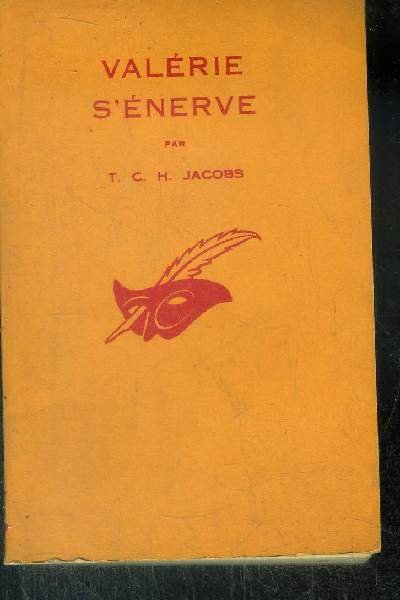 VALÉRIE
S'ÉNERVE
PAR
T. C. H. JACOBS